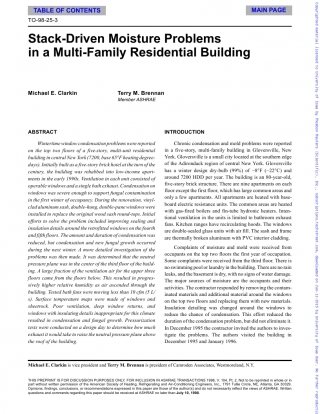 TABLE OF CONTENTS
MAIN PAGE
TO-98-25-3
Stack-Driven Moisture Problems
in a Multi-Family Residential Building
Michael E. Clarkin
Terry M. Brennan
Member ASHRAE
ABSTRACT
Wintertime window condensation problems were reported
on the top two floors of a five-story, multi-unit residential
building in central New York (7200, base 65°F heating degree-
days). Initially built as a five-story brick hotel at the turn of the
century, the building was rehabbed into low-income apart-
ments in the early 1990s. Ventilation in each unit consisted of
operable windows and a single bath exhaust. Condensation on
windows was severe enough to support fungal contamination
in the first winter of occupancy. During the renovation, vinyl-
clad aluminum sash, double-hung, double-pane windows were
installed to replace the original wood sash round-tops. Initial
efforts to solve the problem included improving sealing and
insulation details around the retrofitted windows on the fourth
and fifth floors. The amount and duration of condensation was
reduced, but condensation and new fungal growth occurred
during the next winter. A more detailed investigation of the
problems was then made. It was determined that the neutral
pressure plane was in the center of the third floor of the build-
ing. A large fraction of the ventilation air for the upper three
floors came from the floors below. This resulted in progres-
sively higher relative humidity as air ascended through the
building. Tested bath fans were moving less than 10 cfm (5 L/
s). Surface temperature maps were made of windows and
sheetrock. Poor ventilation, deep window returns, and
windows with insulating details inappropriate for this climate
resulted in condensation and fungal growth. Pressurization
tests were conducted on a design day to determine how much
exhaust it would take to raise the neutral pressure plane above
the roof of the building.
INTRODUCTION
Chronic condensation and mold problems were reported
in a five-story, multi-family building in Gloversville, New
York. Gloversville is a small city located at the southern edge
of the Adirondack region of central New York. Gloversville
has a winter design dry-bulb (99%) of −8°F (−22°C) and
around 7200 HDD per year. The building is an 80-year-old,
five-story brick structure. There are nine apartments on each
floor except the first floor, which has large common areas and
only a few apartments. All apartments are heated with base-
board electric resistance units. The common areas are heated
with gas-fired boilers and fin-tube hydronic heaters. Inten-
tional ventilation in the units is limited to bathroom exhaust
fans. Kitchen ranges have recirculating hoods. The windows
are double-sealed glass units with air fill. The sash and frame
are thermally broken aluminum with PVC interior cladding.
Complaints of moisture and mold were received from
occupants on the top two floors the first year of occupation.
Some complaints were received from the third floor. There is
no swimming pool or laundry in the building. There are no roof
leaks, and the basement is dry, with no signs of water damage.
The major sources of moisture are the occupants and their
activities. The contractor responded by removing the contam-
inated materials and additional material around the windows
on the top two floors and replacing them with new materials.
Insulation detailing was changed around the windows to
reduce the chance of condensation. This effort reduced the
duration of the condensation problem, but did not eliminate it.
In December 1995 the contractor invited the authors to inves-
tigate the problems. The authors visited the building in
December 1995 and January 1996.
Michael E. Clarkin is vice president and Terry M. Brennan is president of Camroden Associates, Westmoreland, N.Y.
THIS PREPRINT IS FOR DISCUSSION PURPOSES ONLY, FOR INCLUSION IN ASHRAE TRANSACTIONS 1998, V. 104, Pt. 2. Not to be reprinted in whole or in
part without written permission of the American Society of Heating, Refrigerating and Air-Conditioning Engineers, Inc., 1791 Tullie Circle, NE, Atlanta, GA 30329.
Opinions, findings, conclusions, or recommendations expressed in this paper are those of the author(s) and do not necessarily reflect the views of ASHRAE. Written
questions and comments regarding this paper should be received at ASHRAE no later than July 10, 1998.